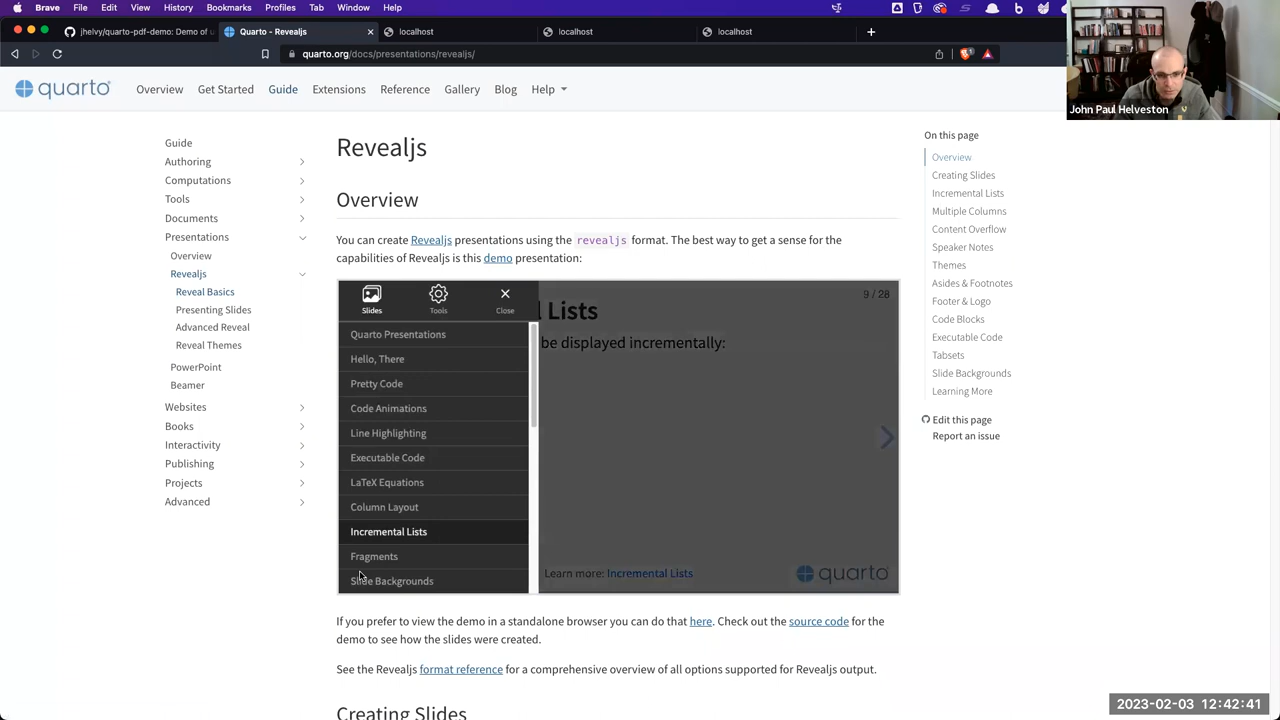 Brave File Edit View History Bookmarks Profiles Tab Window Help
jhelvy/quarto-pdf-demo: Demo of u
Quarto - Revealjs
localhost
localhost
localhost
quarto.org/docs/presentations/revealjs/
John Paul Helveston
quarto
Overview Get Started Guide Extensions Reference Gallery Blog Help
Guide
Authoring
Computations
Tools
Documents
Presentations
Overview
Revealjs
Reveal Basics
Presenting Slides
Advanced Reveal
Reveal Themes
PowerPoint
Beamer
Websites
Books
Interactivity
Publishing
Projects
Advanced
Revealjs
Overview
You can create Revealjs presentations using the revealjs format. The best way to get a sense for the
capabilities of Revealjs is this demo presentation:
Slides Tools Close
Quarto Presentations
Hello, There
Pretty Code
Code Animations
Line Highlighting
Executable Code
LaTeX Equations
Column Layout
Incremental Lists
Fragments
Slide Backgrounds
9 / 28
l Lists
be displayed incrementally:
Learn more: Incremental Lists
quarto
If you prefer to view the demo in a standalone browser you can do that here. Check out the source code for the
demo to see how the slides were created.
See the Revealjs format reference for a comprehensive overview of all options supported for Revealjs output.
Creating Slides
On this page
Overview
Creating Slides
Incremental Lists
Multiple Columns
Content Overflow
Speaker Notes
Themes
Asides & Footnotes
Footer & Logo
Code Blocks
Executable Code
Tabsets
Slide Backgrounds
Learning More
Edit this page
Report an issue
2023-02-03 12:42:41